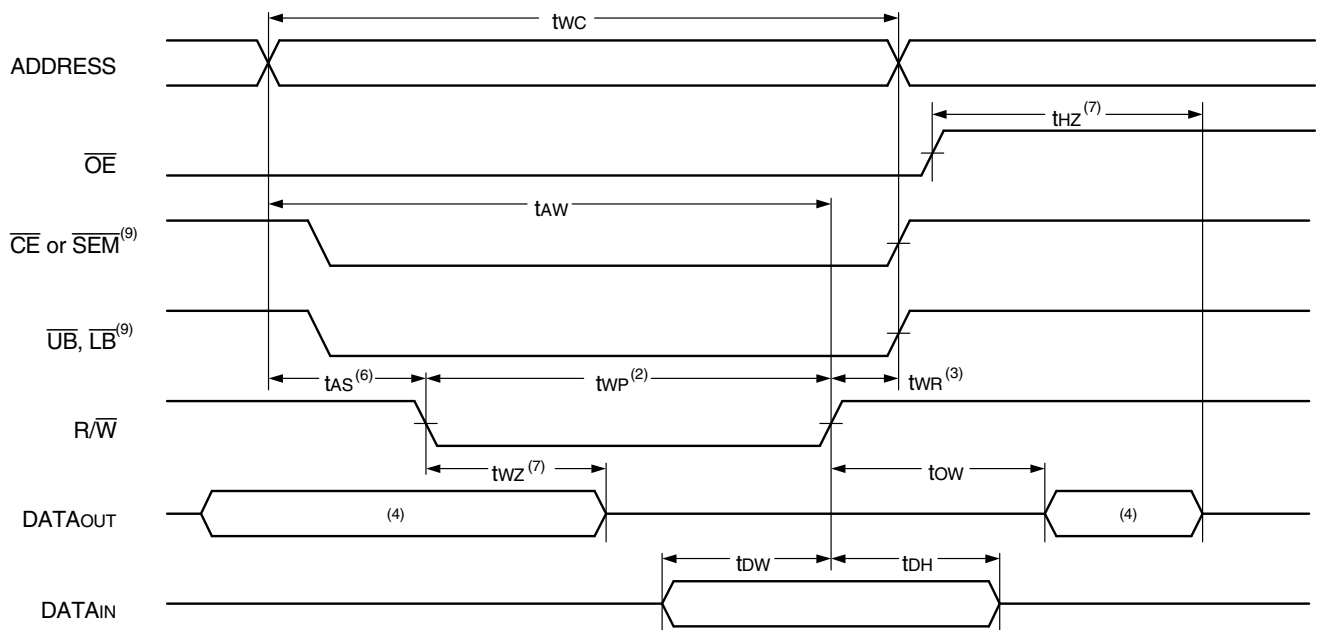 tWC
ADDRESS
tHZ(7)
OE
tAW
CE or SEM(9)
UB, LB(9)
tAS(6) tWP(2) tWR(3)
R/W
tWZ(7) tOW
DATAOUT (4) (4)
tDW tDH
DATAIN